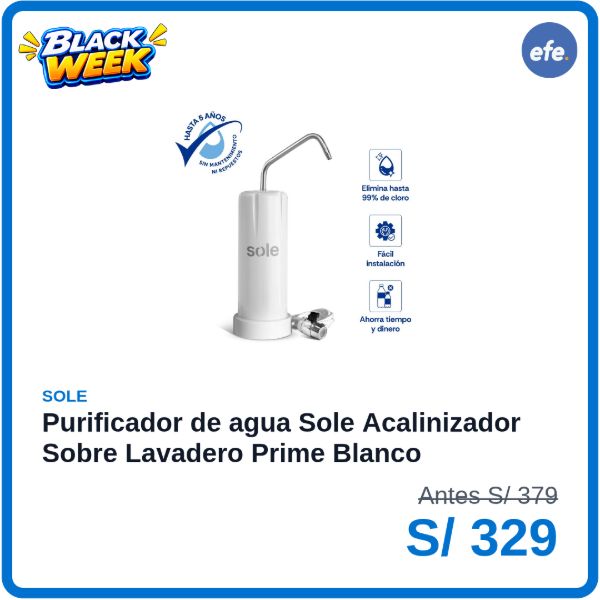 BLACK
WEEK
efe.
HASTA 5 AÑOS
SIN MANTENIMIENTO
NI REPUESTOS
sole
Elimina hasta
99% de cloro
Fácil
instalación
Ahorra tiempo
y dinero
SOLE
Purificador de agua Sole Acalinizador
Sobre Lavadero Prime Blanco
Antes S/ 379
S/ 329